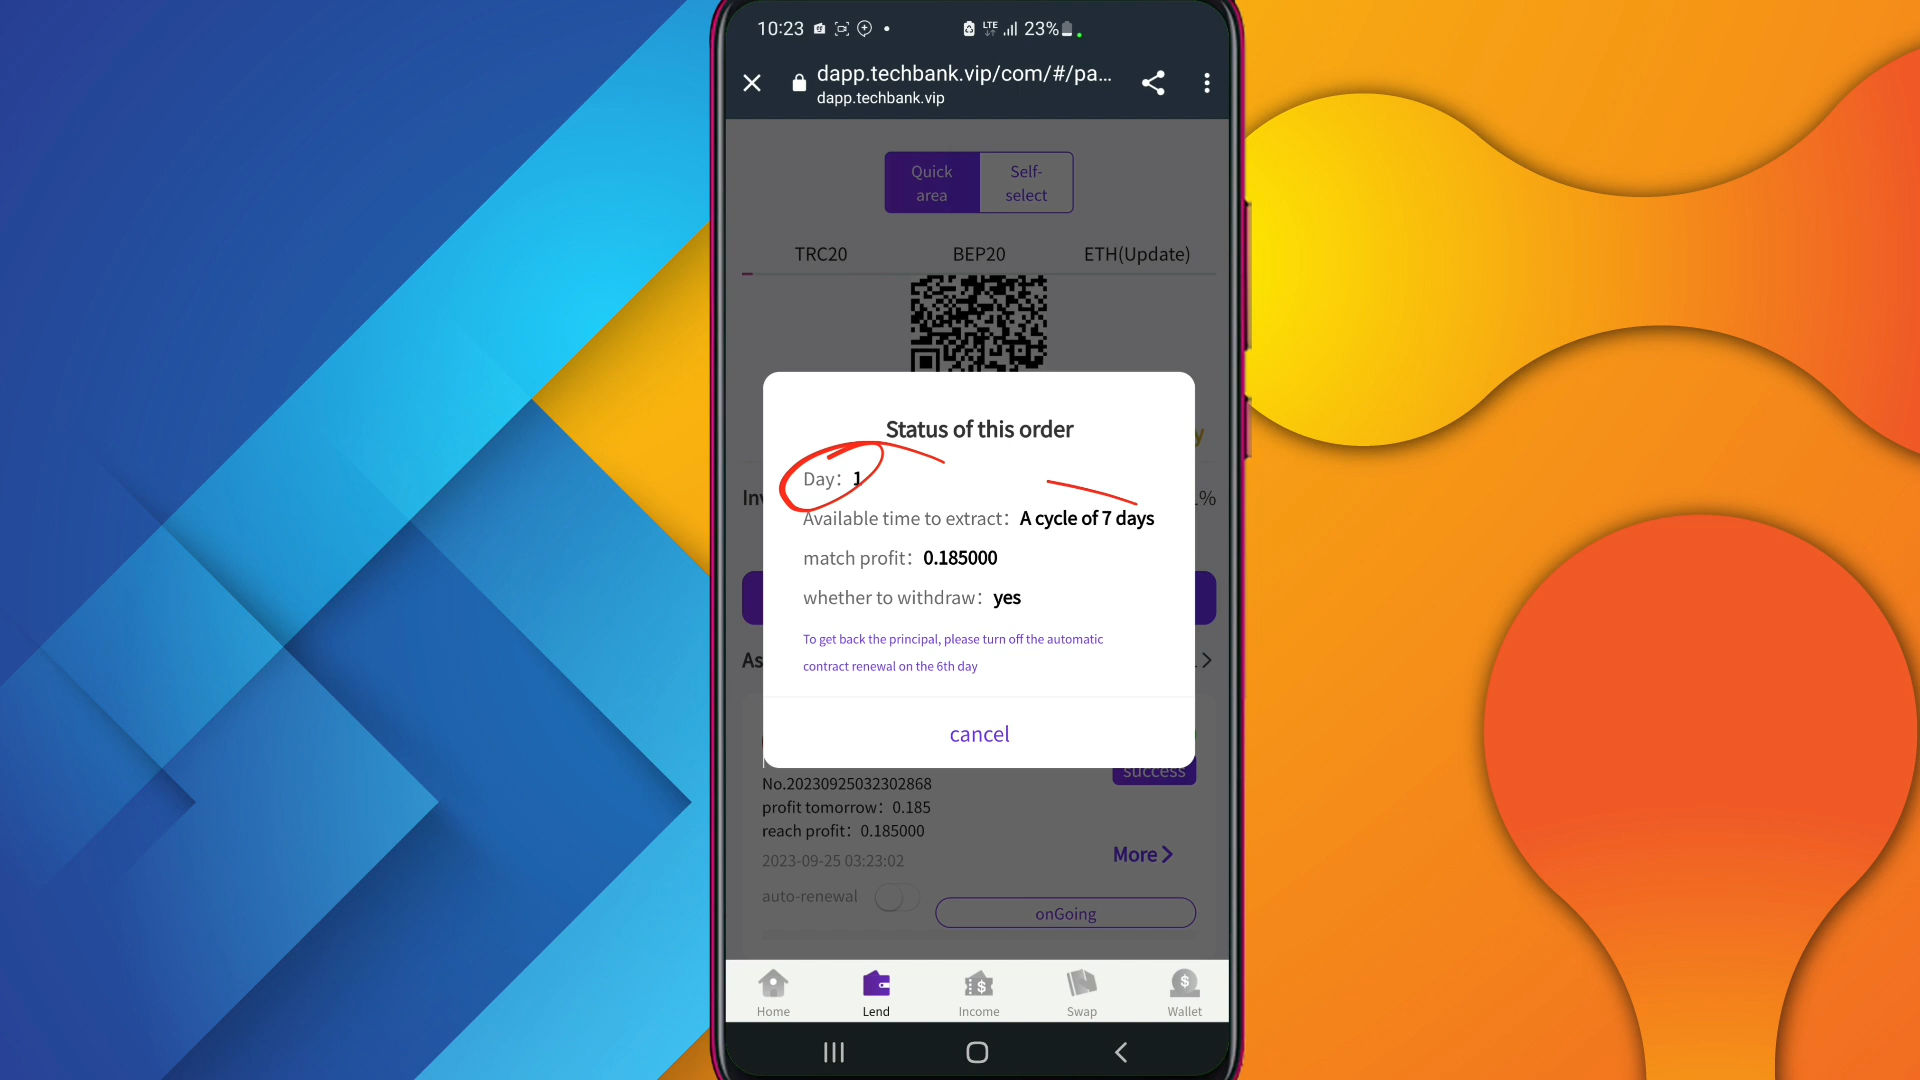 10:23
LTE
23%
dapp.techbank.vip/com/#/pa...
dapp.techbank.vip
Quick area
Self-select
TRC20
BEP20
ETH(Update)
Status of this order
Day: 1
Available time to extract: A cycle of 7 days
match profit: 0.185000
whether to withdraw: yes
To get back the principal, please turn off the automatic
contract renewal on the 6th day
cancel
success
No.20230925032302868
profit tomorrow: 0.185
reach profit: 0.185000
2023-09-25 03:23:02
More
auto-renewal
onGoing
Home
Lend
Income
Swap
Wallet